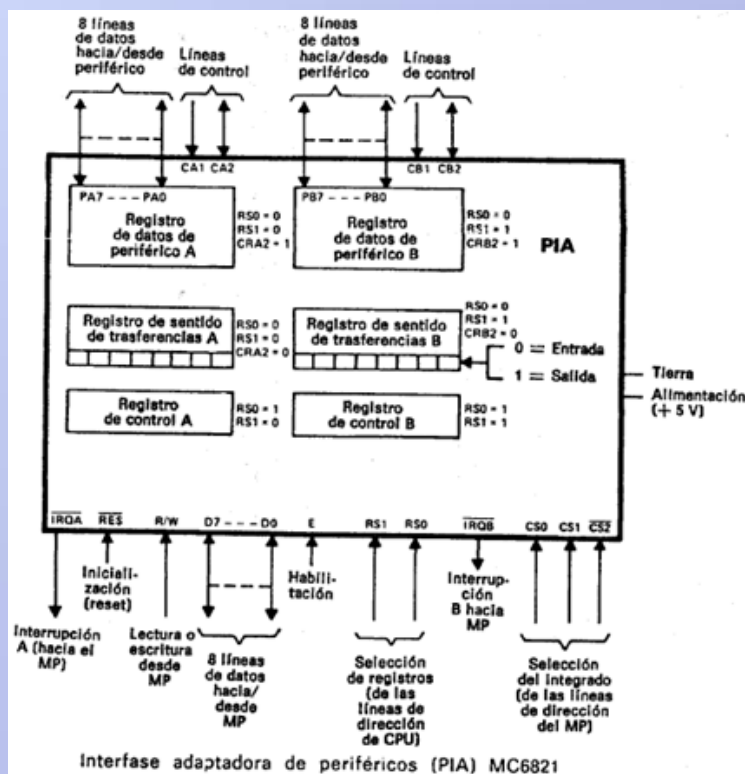 8 líneas
de datos
hacia/desde
periférico
Líneas
de control
8 líneas
de datos
hacia/desde
periférico
Líneas
de control
CA1 CA2
CB1 CB2
PA7 - - - PA0
Registro
de datos de
periférico A
RS0 = 0
RS1 = 0
CRA2 = 1
PB7 - - - PB0
Registro
de datos de
periférico B
RS0 = 0
RS1 = 1
CRB2 = 1
PIA
Registro de sentido
de trasferencias A
RS0 = 0
RS1 = 0
CRA2 = 0
Registro de sentido
de trasferencias B
RS0 = 0
RS1 = 1
CRB2 = 0
0 = Entrada
1 = Salida
Tierra
Alimentación
(+ 5 V)
Registro
de control A
RS0 = 1
RS1 = 0
Registro
de control B
RS0 = 1
RS1 = 1
IRQA RES R/W D7 - - - D0 E RS1 RS0 IRQB CS0 CS1 CS2
Iniciali-
zación
(reset)
Interrupción
A (hacia el
MP)
Lectura o
escritura
desde
MP
8 líneas
de datos
hacia/
desde
MP
Habili-
tación
Selección
de registros
(de las
líneas de
dirección
de CPU)
Interrup-
ción
B hacia
MP
Selección
del integrado
(de las líneas
de dirección
del MP)
Interfase adaptadora de periféricos (PIA) MC6821